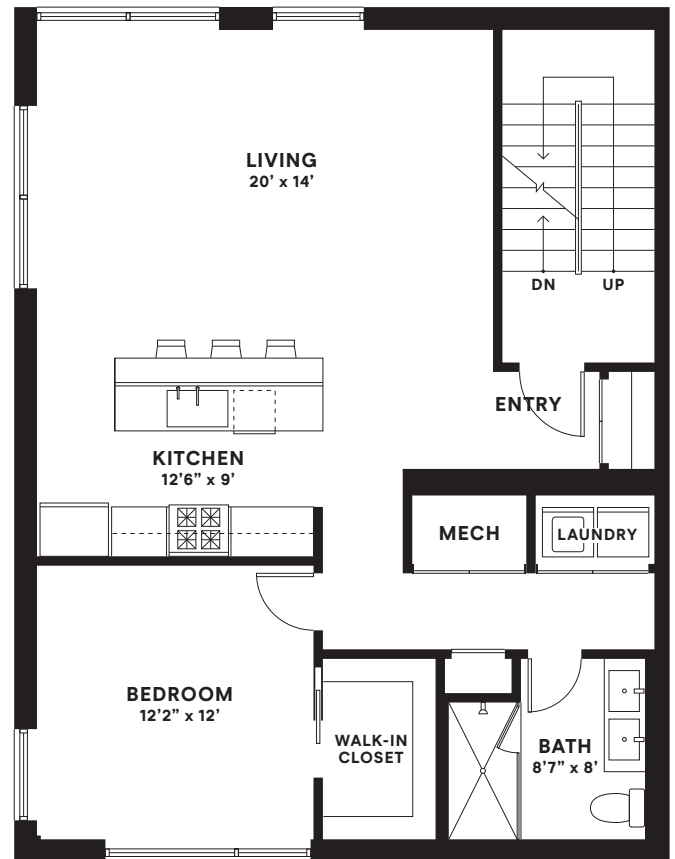 LIVING
20’ x 14’
DN
UP
ENTRY
KITCHEN
12’6” x 9’
MECH
LAUNDRY
BEDROOM
12’2” x 12’
WALK-IN
CLOSET
BATH
8’7” x 8’